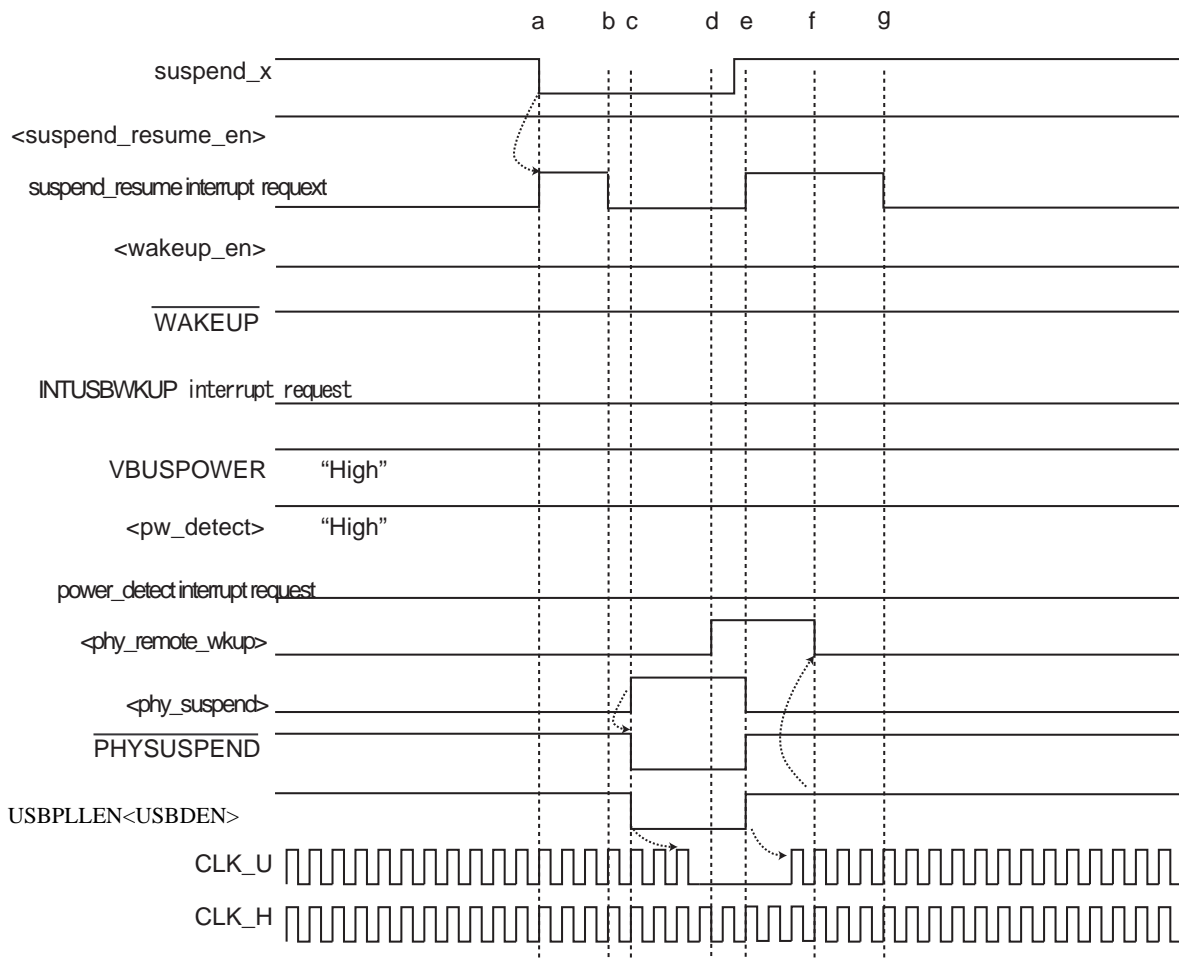 a b c d e f g
suspend_x
<suspend_resume_en>
suspend_resume interrupt requext
<wakeup_en>
WAKEUP
INTUSBWKUP interrupt request
VBUSPOWER "High"
<pw_detect> "High"
power_detect interrupt request
<phy_remote_wkup>
<phy_suspend>
PHYSUSPEND
USBPLLEN<USBDEN>
CLK_U
CLK_H